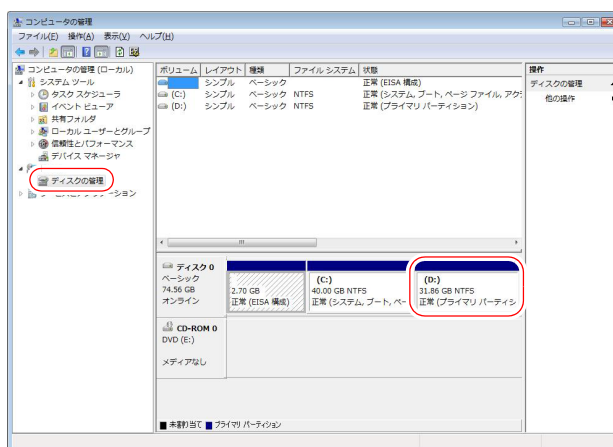 コンピュータの管理
ファイル(F) 操作(A) 表示(V) ヘルプ(H)
コンピュータの管理 (ローカル)
システム ツール
タスク スケジューラ
イベント ビューア
共有フォルダ
ローカル ユーザーとグループ
信頼性とパフォーマンス
デバイス マネージャ
ディスクの管理
ボリューム レイアウト 種類 ファイル システム 状態
シンプル ベーシック 正常 (EISA 構成)
(C:) シンプル ベーシック NTFS 正常 (システム, ブート, ページ ファイル, アク
(D:) シンプル ベーシック NTFS 正常 (プライマリ パーティション)
操作
ディスクの管理
他の操作
ディスク 0
ベーシック
74.56 GB
オンライン
2.70 GB
正常 (EISA 構成)
(C:)
40.00 GB NTFS
正常 (システム, ブート, ペー
(D:)
31.86 GB NTFS
正常 (プライマリ パーティシ
CD-ROM 0
DVD (E:)
メディアなし
未割り当て プライマリ パーティション